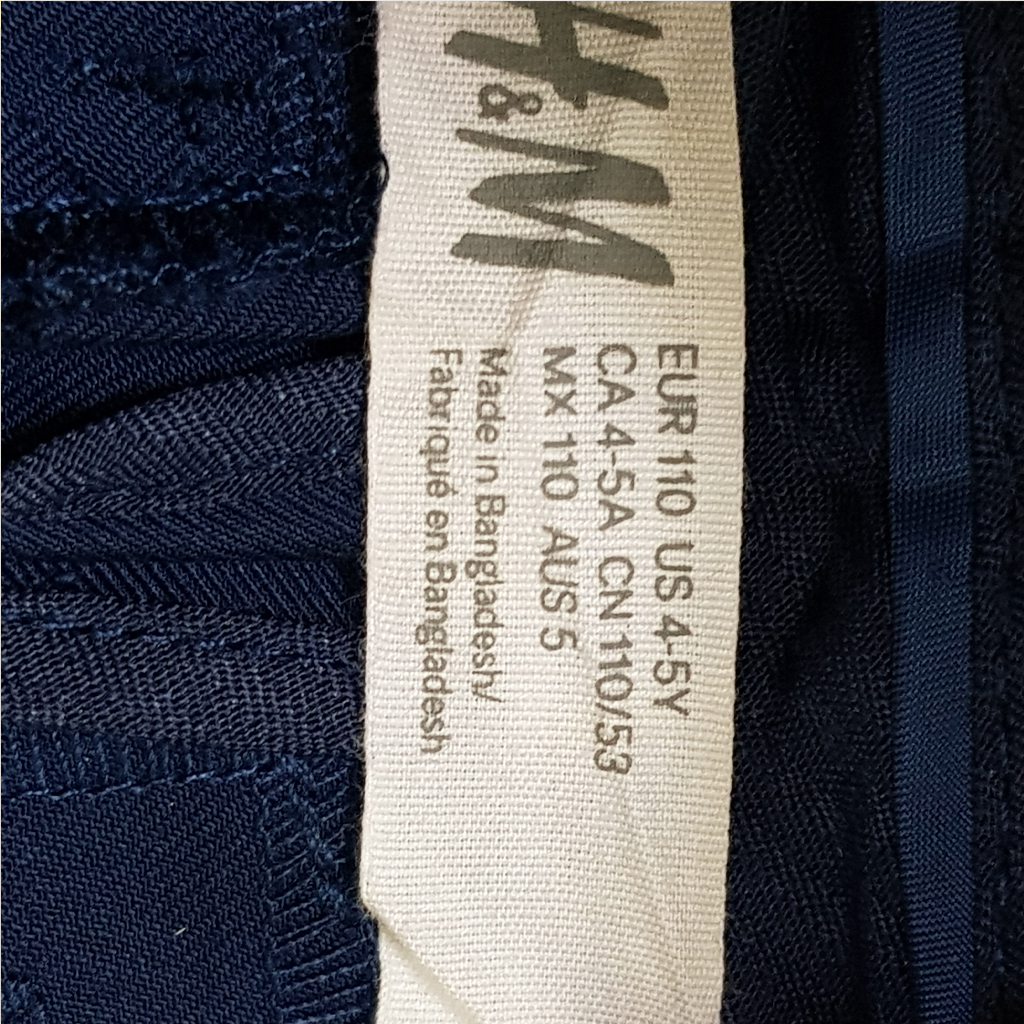 H&M
EUR 110 US 4-5Y
CA 4-5A CN 110/53
MX 110 AUS 5
Made in Bangladesh/
Fabriqué en Bangladesh